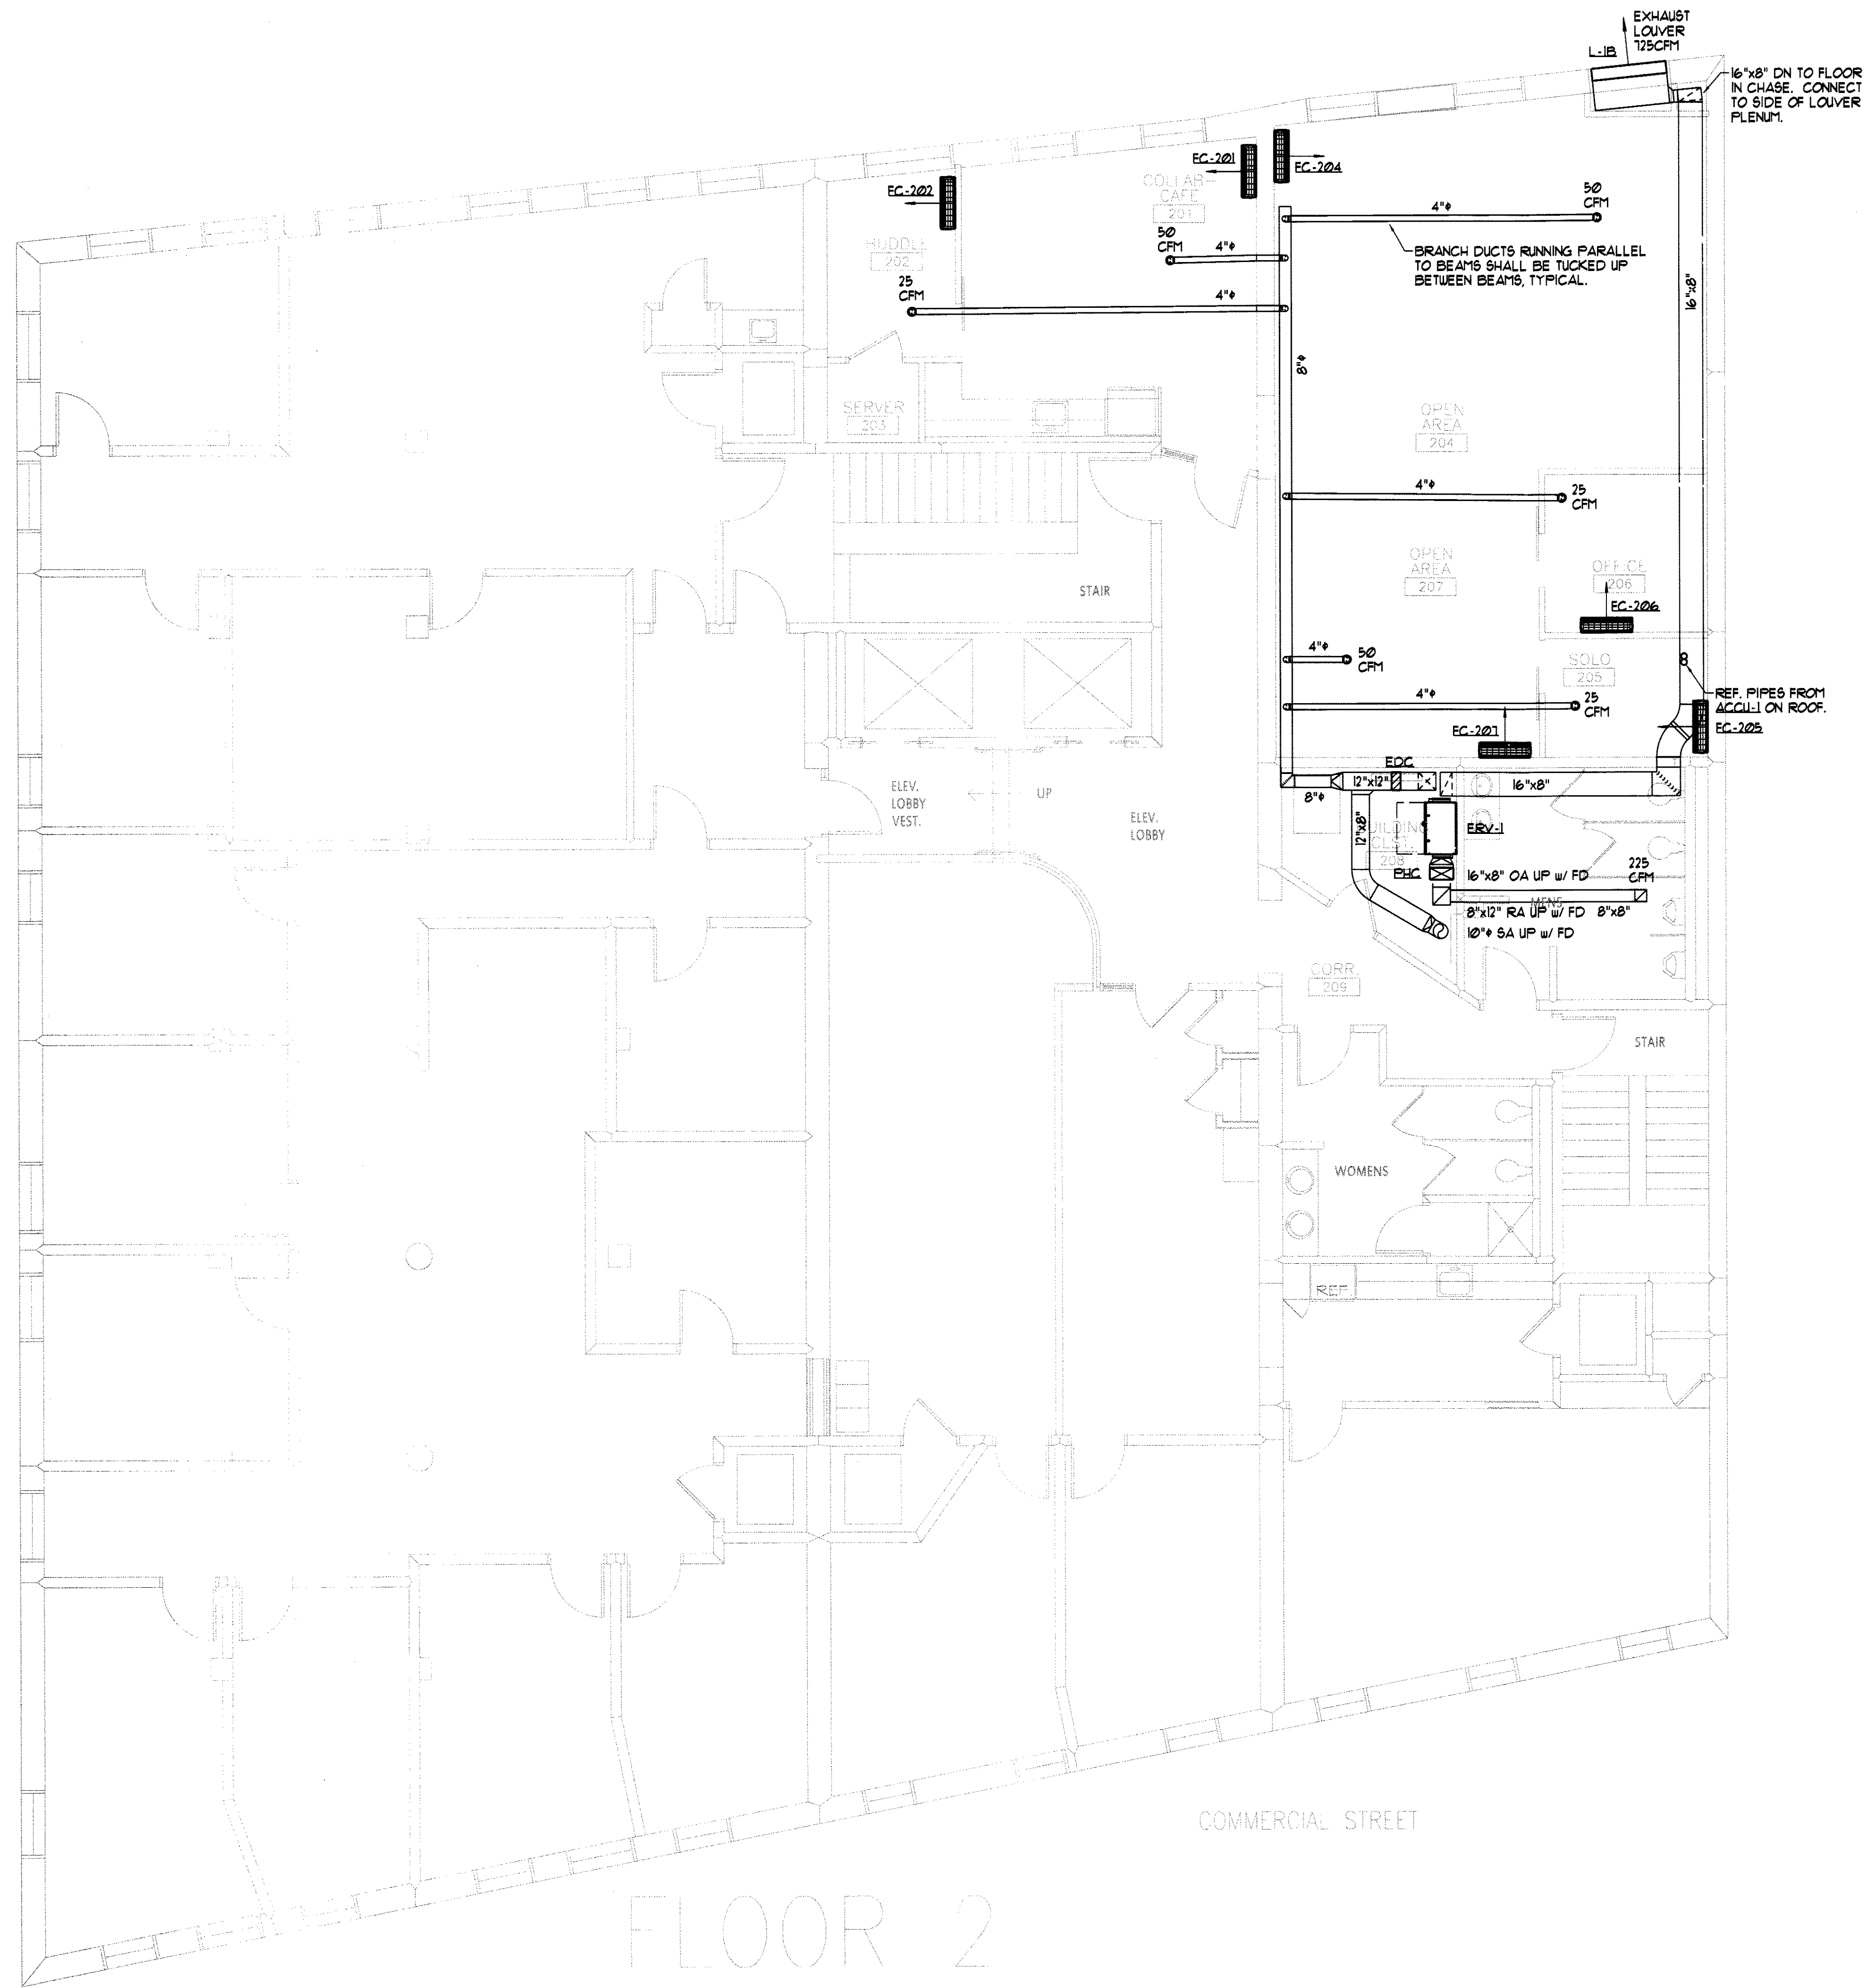 EXHAUST
LOUVER
725CFM
L-1B
16"x8" DN TO FLOOR
IN CHASE. CONNECT
TO SIDE OF LOUVER
PLENUM.
EC-201
EC-204
COLLAB-
CAFE
201
EC-202
50
CFM
4"ø
50
CFM
4"ø
HUDDLE
202
BRANCH DUCTS RUNNING PARALLEL
TO BEAMS SHALL BE TUCKED UP
BETWEEN BEAMS, TYPICAL.
25
CFM
4"ø
16"x8"
8"ø
SERVER
203
OPEN
AREA
204
4"ø
25
CFM
OPEN
AREA
207
OFFICE
206
STAIR
EC-206
4"ø
50
CFM
SOLO
205
4"ø
25
CFM
REF. PIPES FROM
ACCU-1 ON ROOF.
EC-205
EC-207
EDC
12"x12"
16"x8"
8"ø
ELEV.
LOBBY
VEST.
UP
ELEV.
LOBBY
12"x8"
BUILDING
CLST.
208
ERV-1
PHC
16"x8" OA UP w/ FD
225
CFM
MENS
8"x12" RA UP w/ FD
8"x8"
10"ø SA UP w/ FD
CORR.
209
STAIR
WOMENS
REF
COMMERCIAL STREET
FLOOR 2